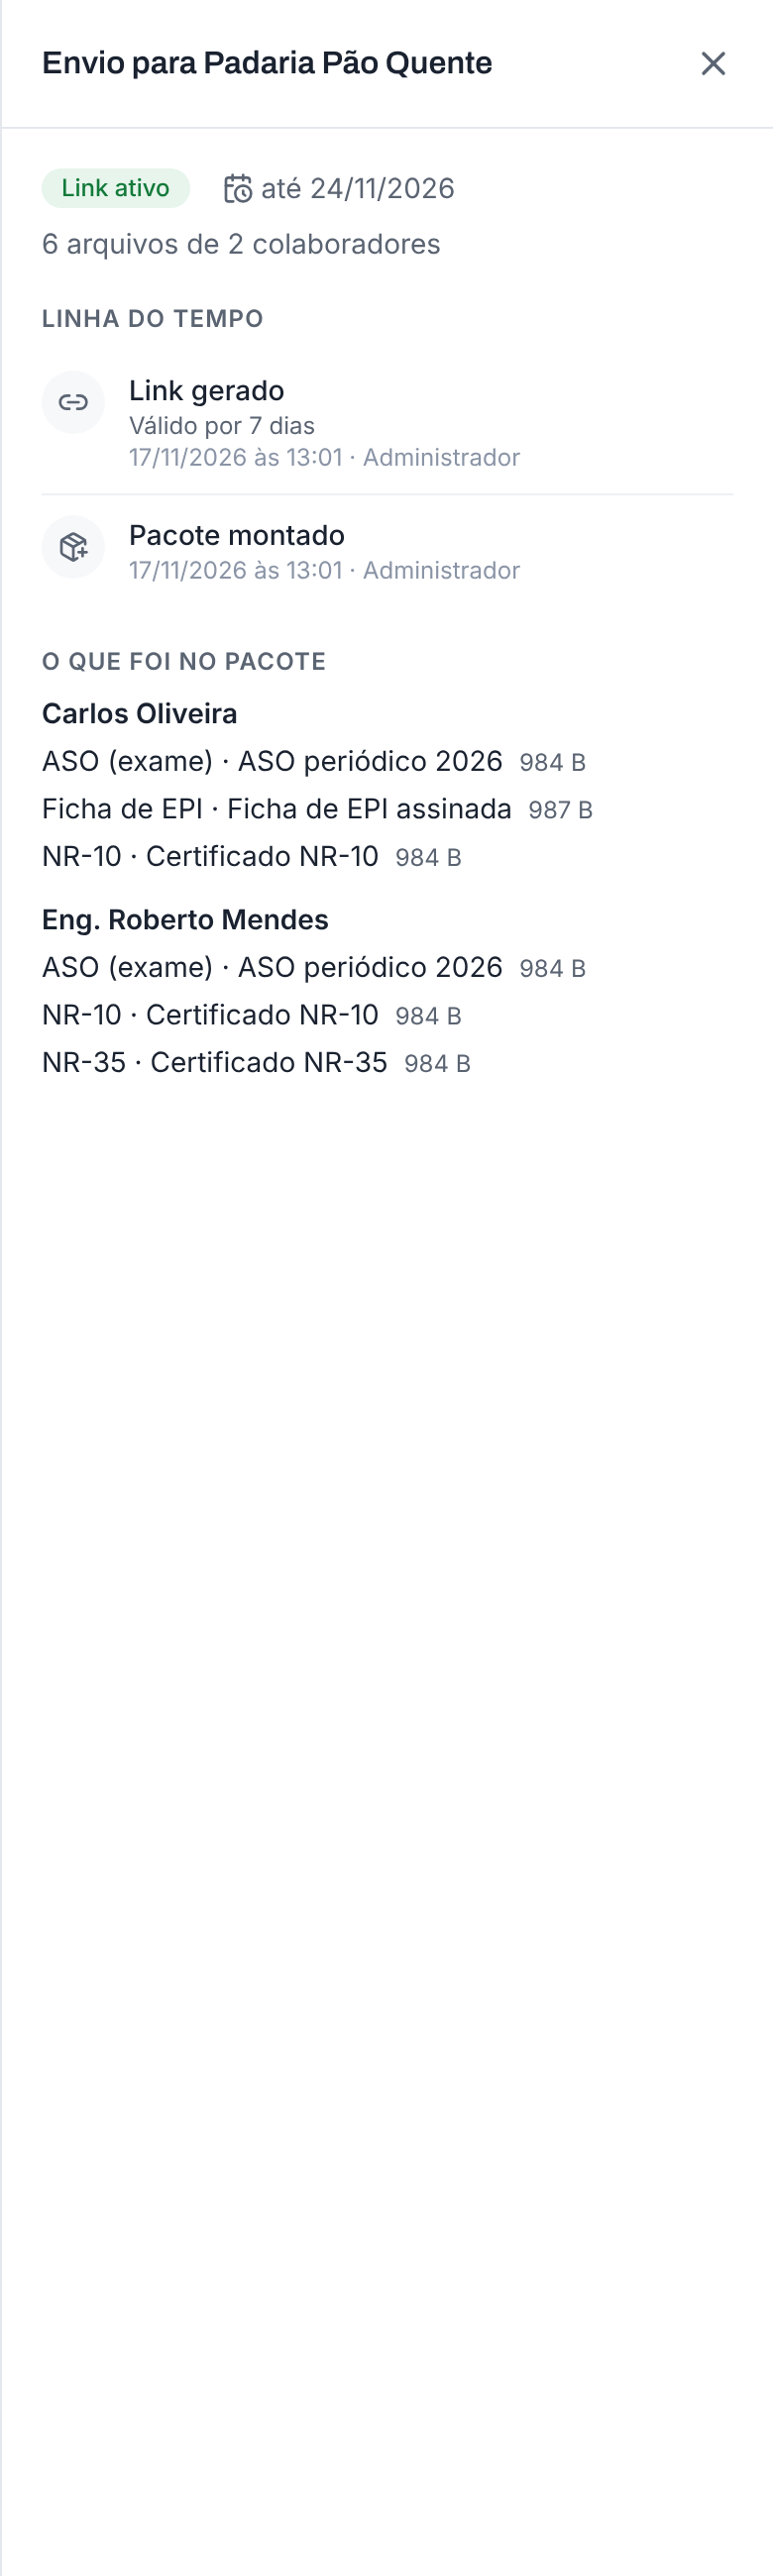 Envio para Padaria Pão Quente
Link ativo até 24/11/2026
6 arquivos de 2 colaboradores
LINHA DO TEMPO
Link gerado
Válido por 7 dias
17/11/2026 às 13:01 · Administrador
Pacote montado
17/11/2026 às 13:01 · Administrador
O QUE FOI NO PACOTE
Carlos Oliveira
ASO (exame) · ASO periódico 2026 984 B
Ficha de EPI · Ficha de EPI assinada 987 B
NR-10 · Certificado NR-10 984 B
Eng. Roberto Mendes
ASO (exame) · ASO periódico 2026 984 B
NR-10 · Certificado NR-10 984 B
NR-35 · Certificado NR-35 984 B